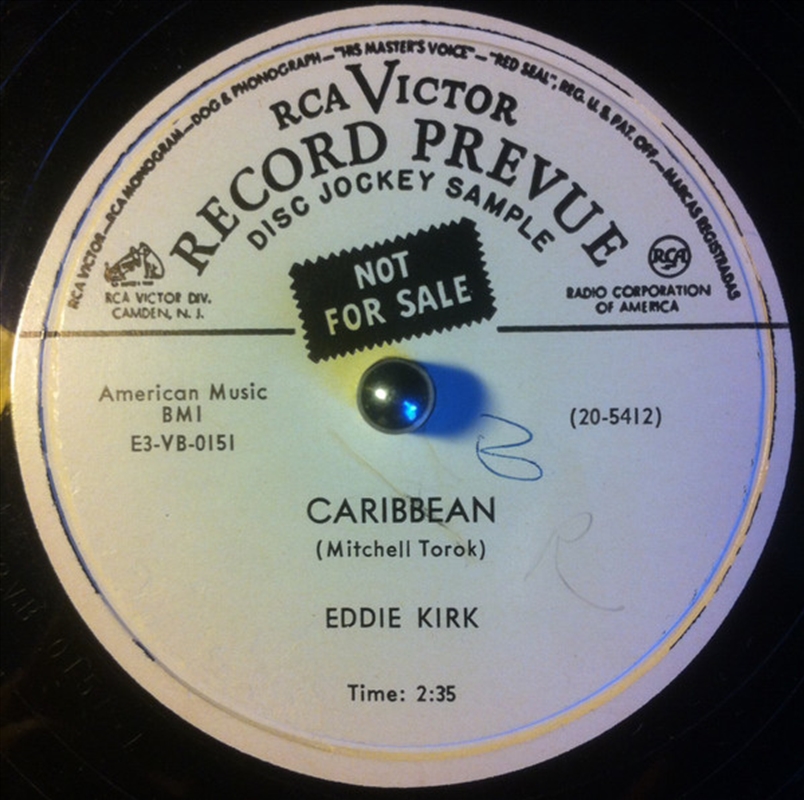 RCA VICTOR—RCA MONOGRAM—DOG & PHONOGRAPH—"HIS MASTER'S VOICE"—"RED SEAL", REG. U. S. PAT. OFF.—MARCAS REGISTRADAS
RCA VICTOR
RECORD PREVUE
DISC JOCKEY SAMPLE
NOT
FOR SALE
RCA VICTOR DIV.
CAMDEN, N. J.
RCA
RADIO CORPORATION
OF AMERICA
American Music
BMI
E3-VB-0151
(20-5412)
B
R
CARIBBEAN
(Mitchell Torok)
EDDIE KIRK
Time: 2:35